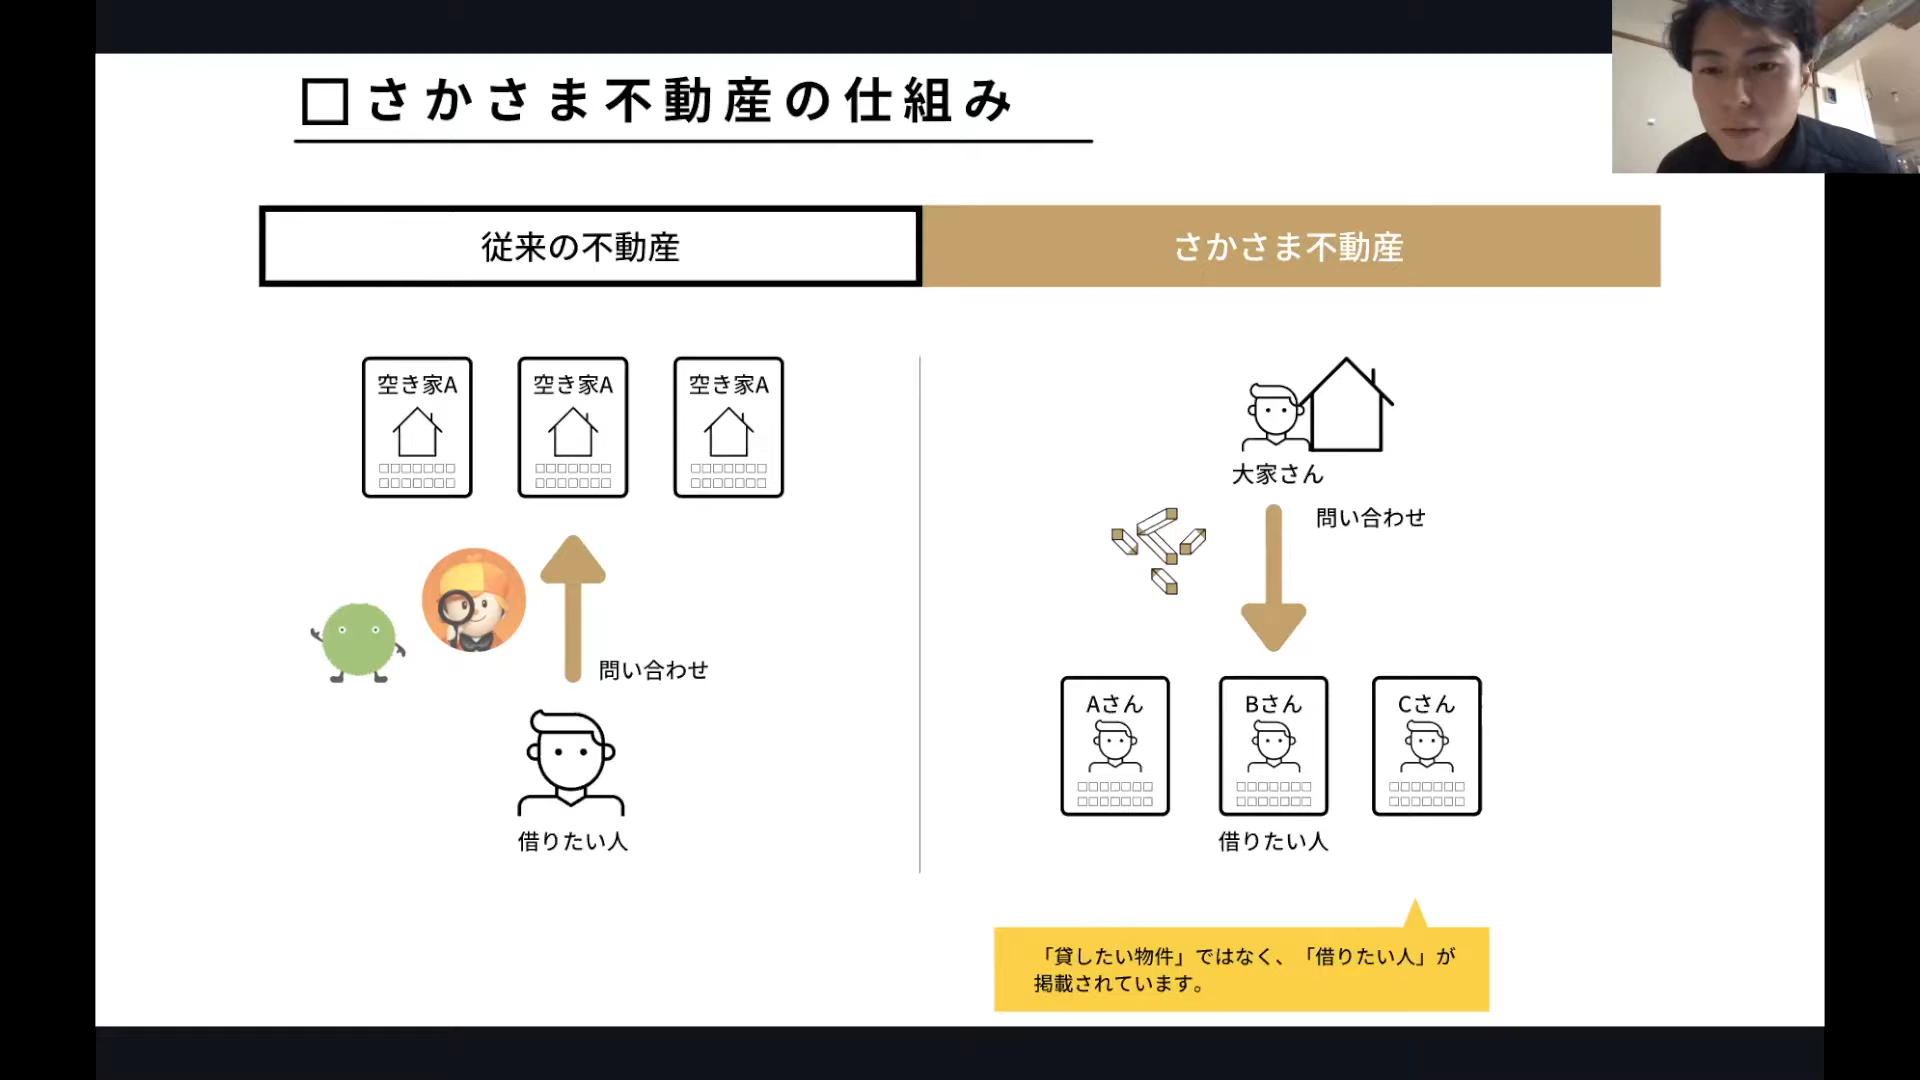 □さかさま不動産の仕組み
従来の不動産
さかさま不動産
空き家A
空き家A
空き家A
□□□□□□□
□□□□□□□
□□□□□□□
□□□□□□□
□□□□□□□
□□□□□□□
問い合わせ
借りたい人
大家さん
問い合わせ
Aさん
Bさん
Cさん
□□□□□□□
□□□□□□□
□□□□□□□
□□□□□□□
□□□□□□□
□□□□□□□
借りたい人
「貸したい物件」ではなく、「借りたい人」が
掲載されています。